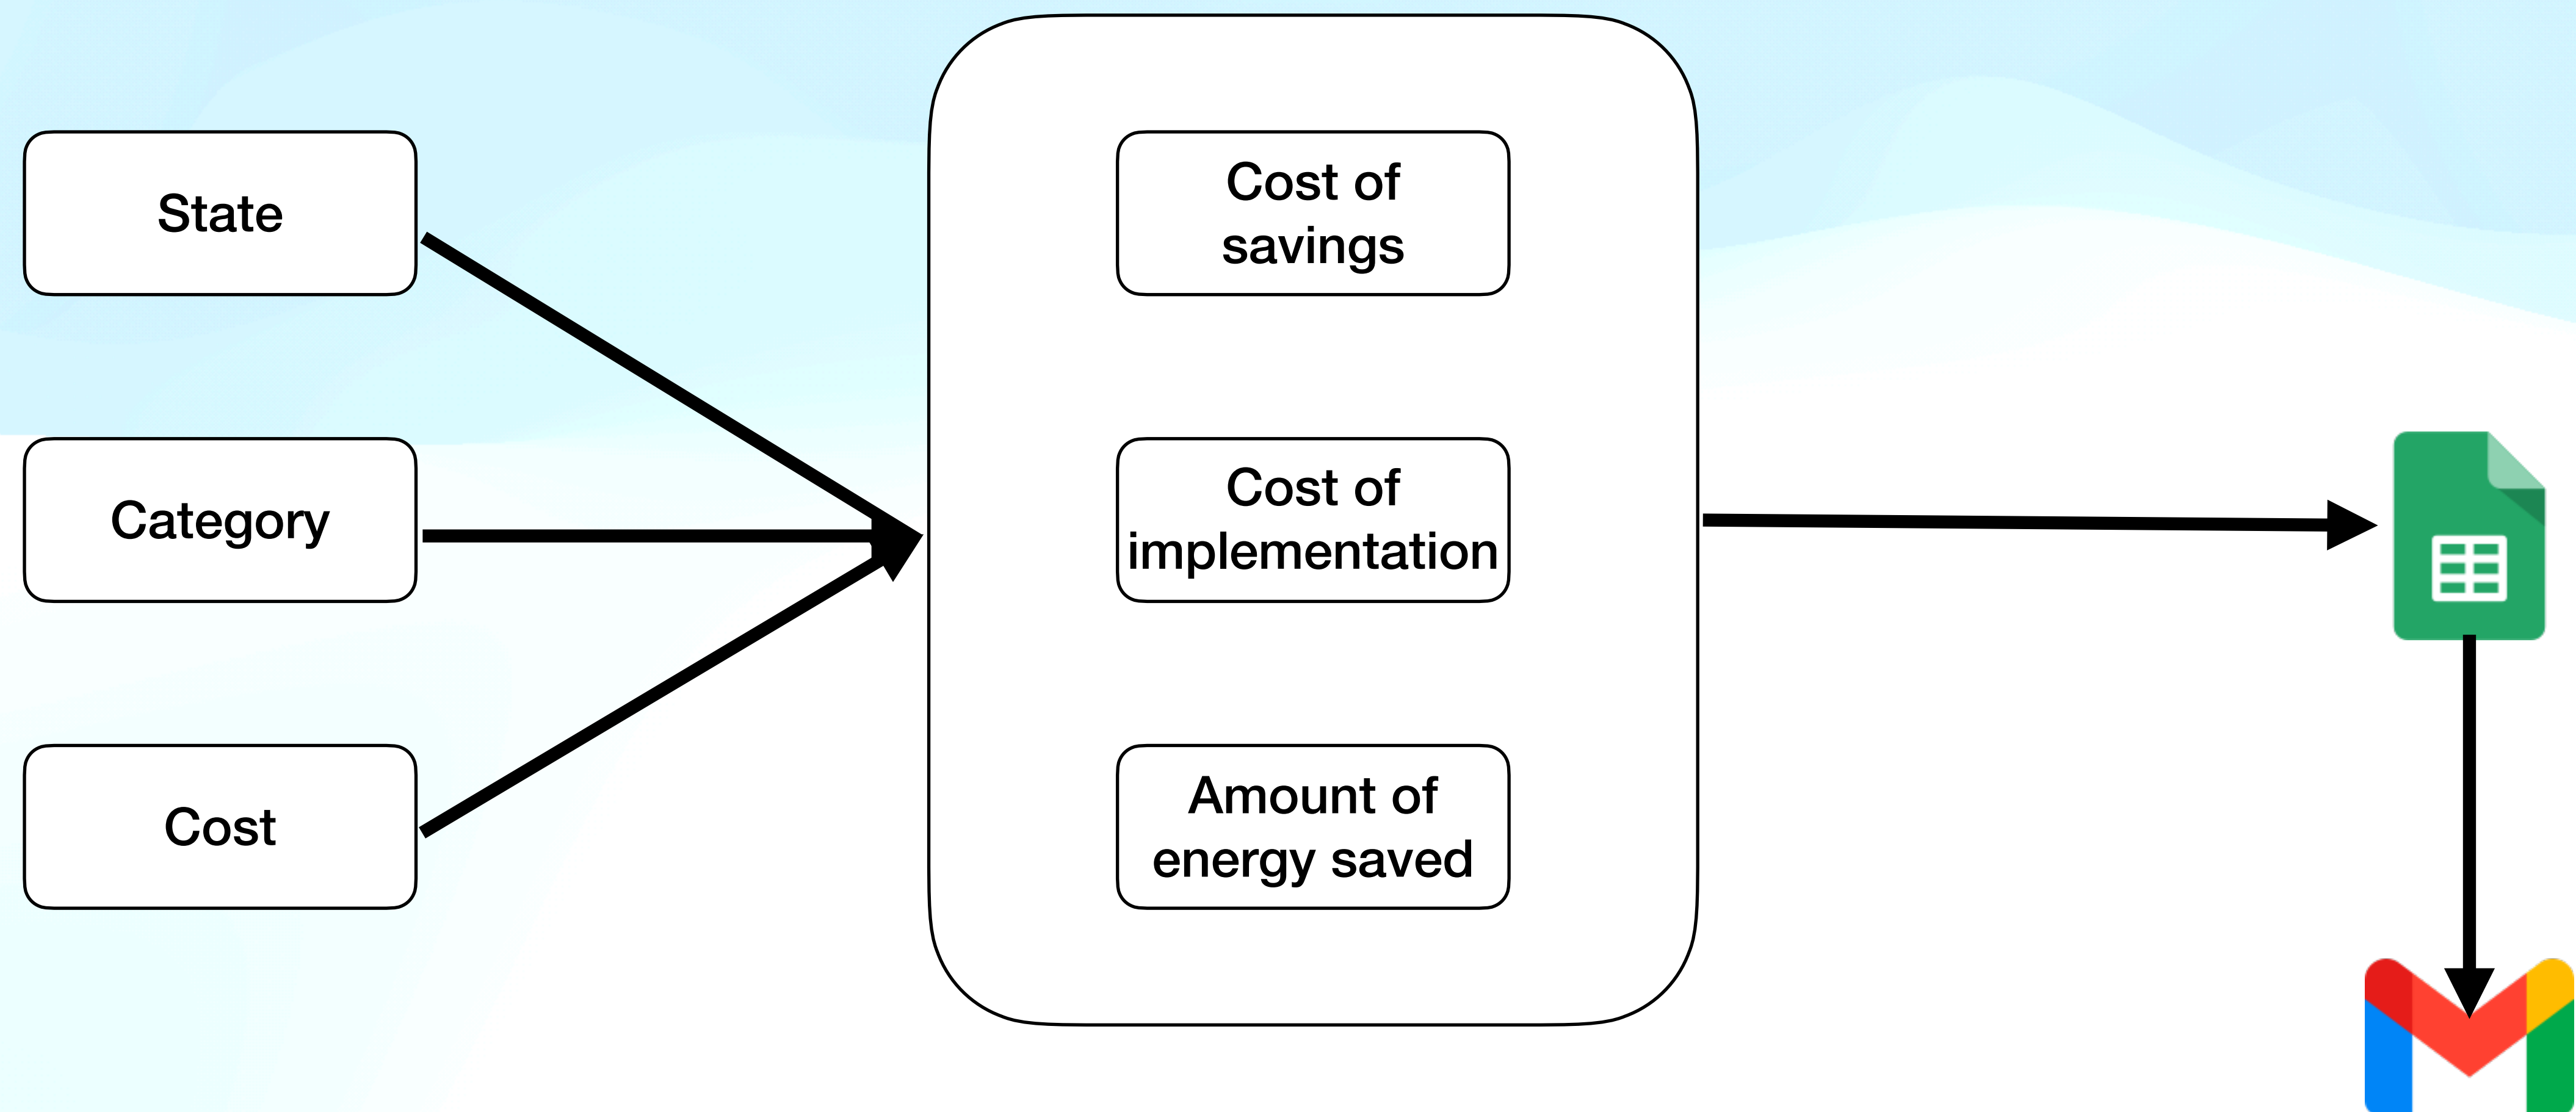 State
Category
Cost
Cost of
savings
Cost of
implementation
Amount of
energy saved